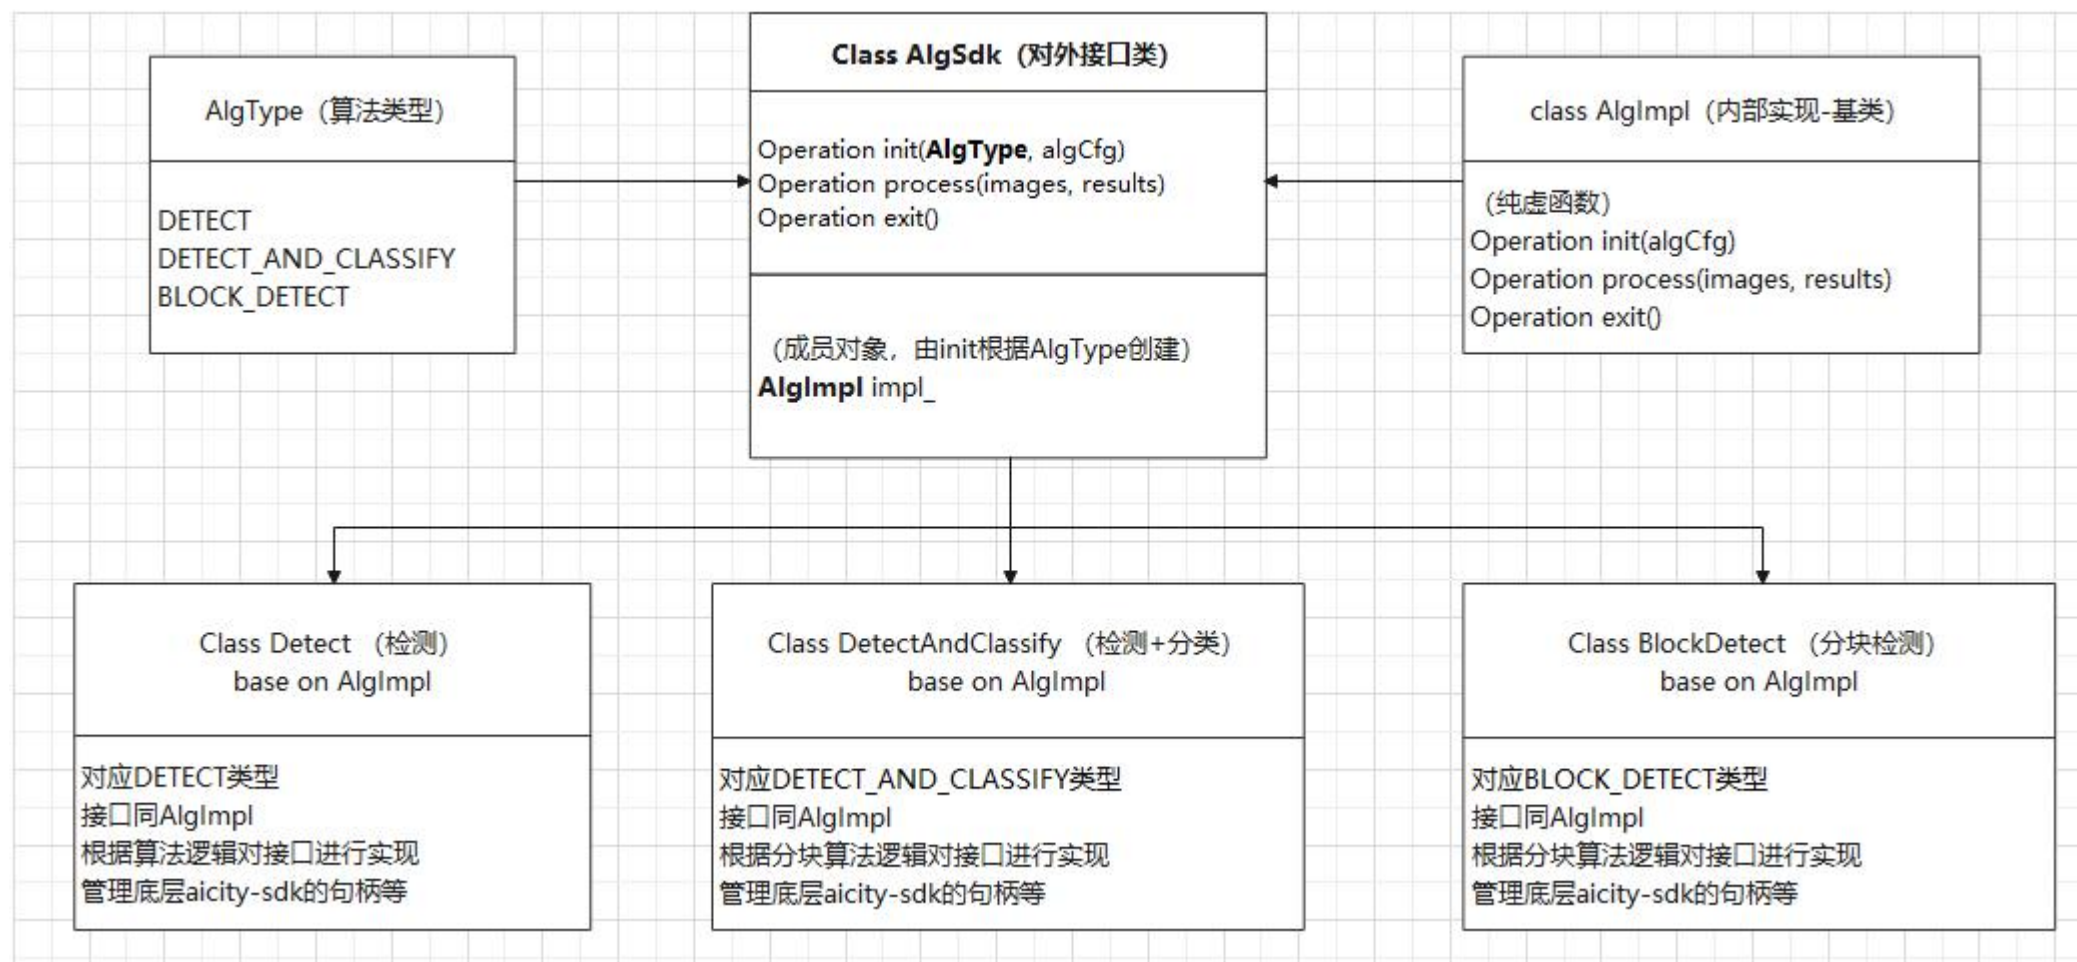 AlgType（算法类型）
DETECT
DETECT_AND_CLASSIFY
BLOCK_DETECT
Class AlgSdk（对外接口类）
Operation init(AlgType, algCfg)
Operation process(images, results)
Operation exit()
（成员对象，由init根据AlgType创建）
AlgImpl impl_
class AlgImpl（内部实现-基类）
（纯虚函数）
Operation init(algCfg)
Operation process(images, results)
Operation exit()
Class Detect （检测）
base on AlgImpl
对应DETECT类型
接口同AlgImpl
根据算法逻辑对接口进行实现
管理底层aicity-sdk的句柄等
Class DetectAndClassify （检测+分类）
base on AlgImpl
对应DETECT_AND_CLASSIFY类型
接口同AlgImpl
根据分块算法逻辑对接口进行实现
管理底层aicity-sdk的句柄等
Class BlockDetect （分块检测）
base on AlgImpl
对应BLOCK_DETECT类型
接口同AlgImpl
根据分块算法逻辑对接口进行实现
管理底层aicity-sdk的句柄等